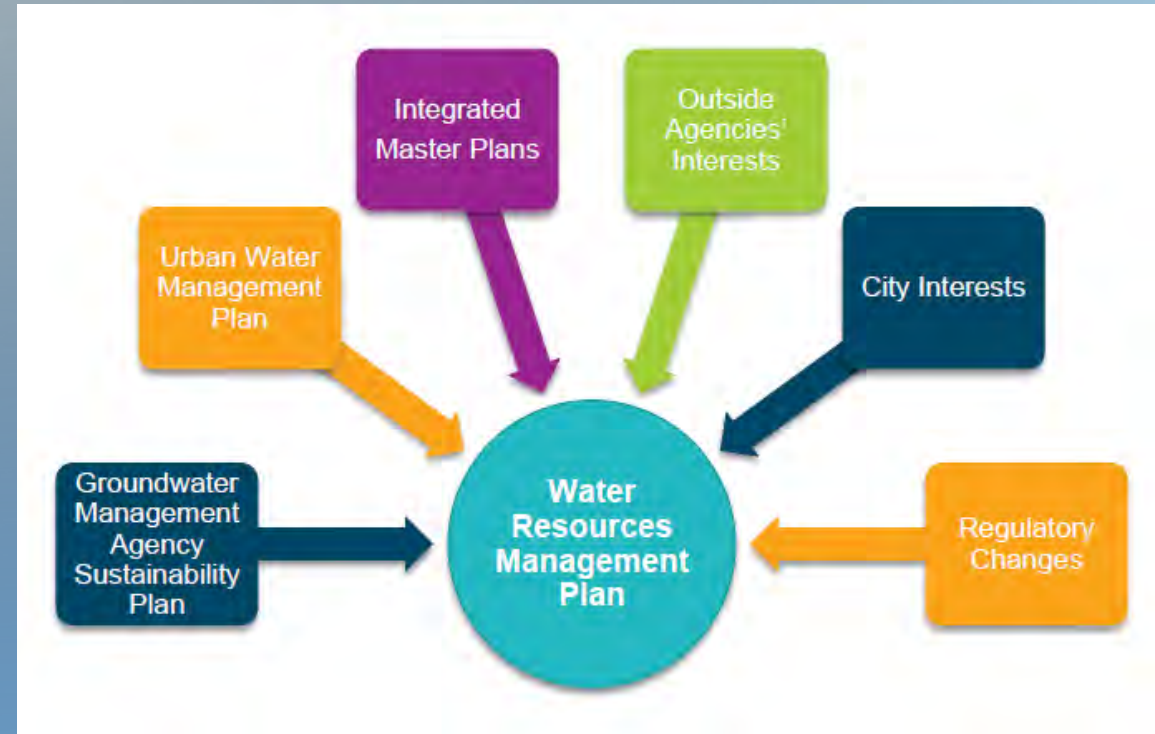 Integrated
Master Plans
Outside
Agencies'
Interests
Urban Water
Management
Plan
City Interests
Groundwater
Management
Agency
Sustainability
Plan
Water
Resources
Management
Plan
Regulatory
Changes